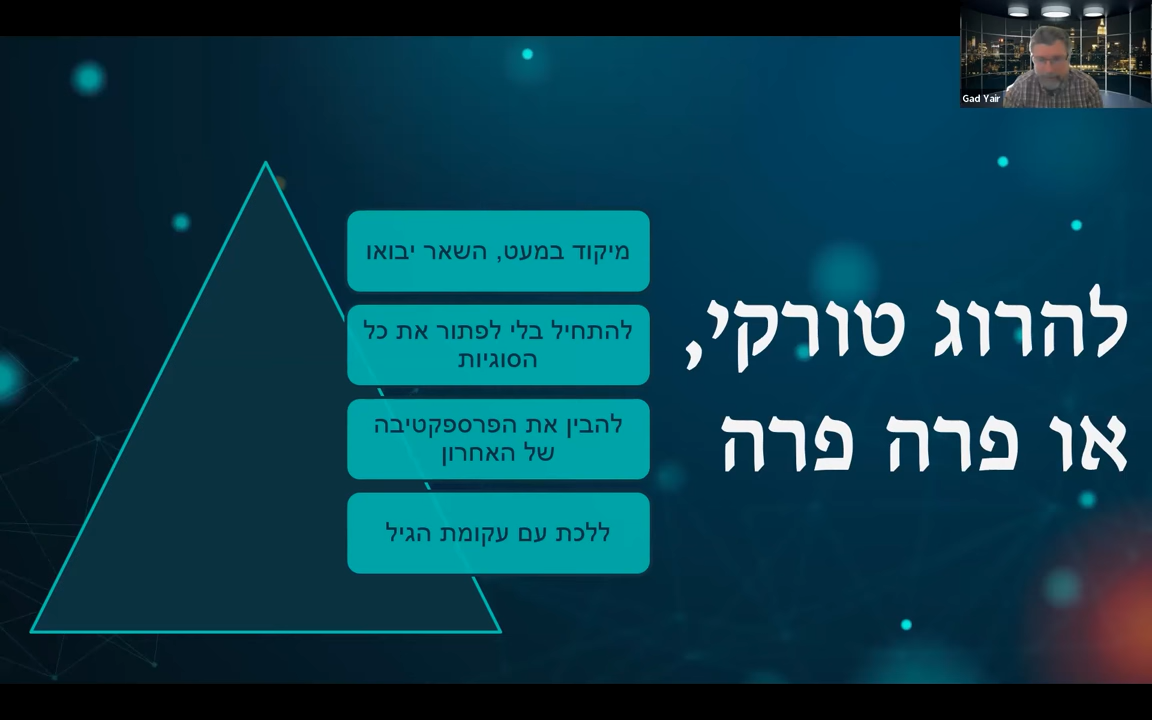 Gad Yair
להרוג טורקי,
או פרה פרה
מיקוד במעט, השאר יבואו
להתחיל בלי לפתור את כל
הסוגיות
להבין את הפרספקטיבה
של האחרון
ללכת עם עקומת הגיל